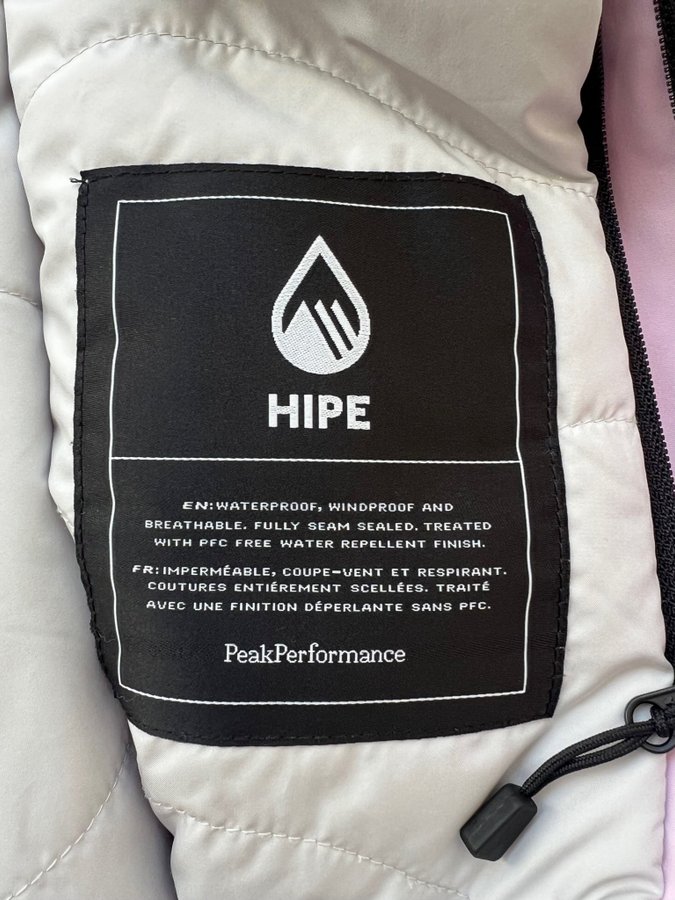 HIPE
EN:WATERPROOF, WINDPROOF AND
BREATHABLE. FULLY SEAM SEALED. TREATED
WITH PFC FREE WATER REPELLENT FINISH.
FR:IMPERMÉABLE, COUPE-VENT ET RESPIRANT.
COUTURES ENTIÉREMENT SCELLÉES. TRAITÉ
AVEC UNE FINITION DÉPERLANTE SANS PFC.
PeakPerformance